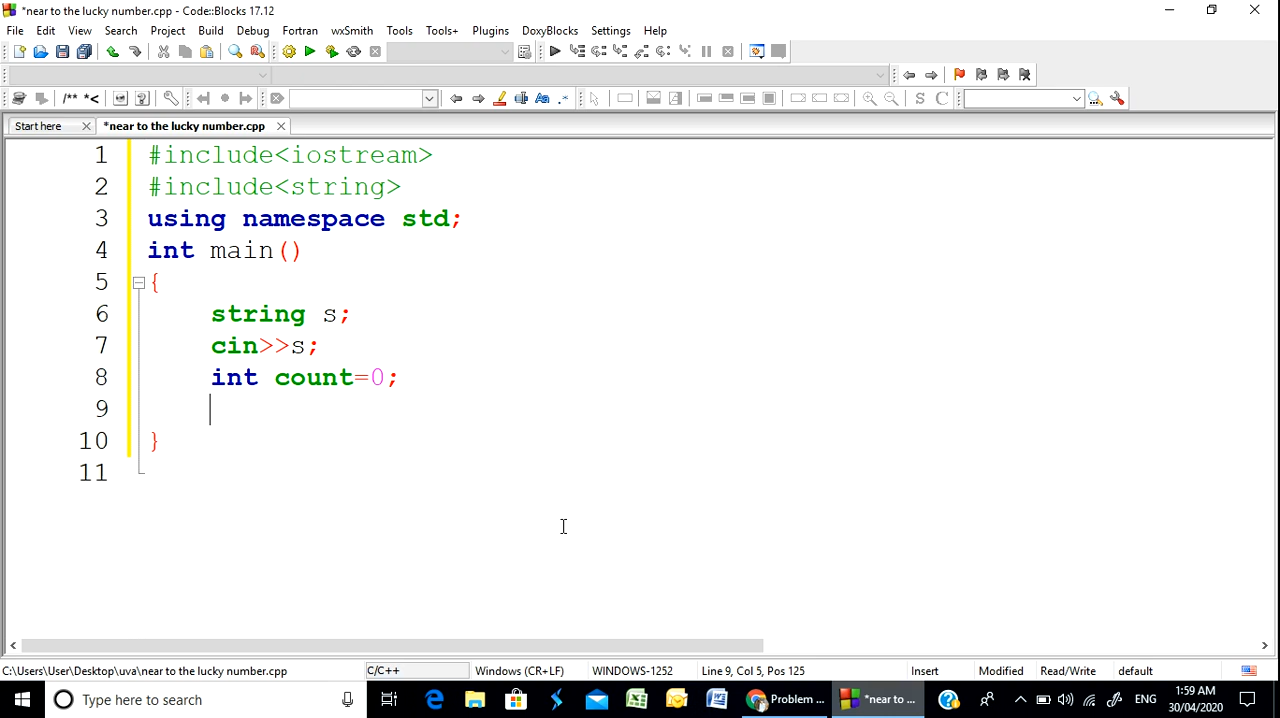 *near to the lucky number.cpp - Code::Blocks 17.12
File Edit View Search Project Build Debug Fortran wxSmith Tools Tools+ Plugins DoxyBlocks Settings Help
/** *<
Aa .*
S C
Start here *near to the lucky number.cpp
1 #include<iostream>
2 #include<string>
3 using namespace std;
4 int main()
5 {
6 string s;
7 cin>>s;
8 int count=0;
9
10 }
11
C:\Users\User\Desktop\uva\near to the lucky number.cpp C/C++ Windows (CR+LF) WINDOWS-1252 Line 9, Col 5, Pos 125 Insert Modified Read/Write default
Type here to search Problem ... *near to ... ENG 1:59 AM
30/04/2020